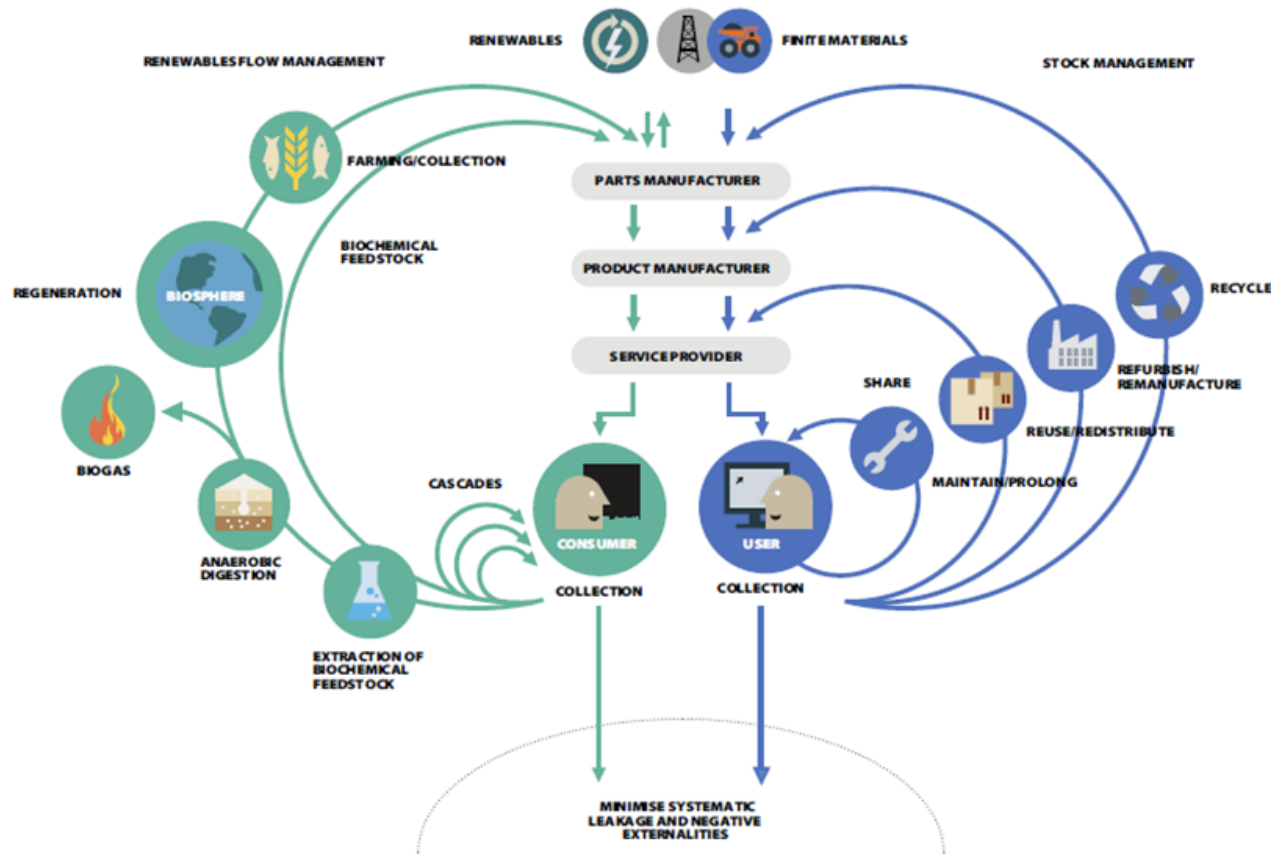 RENEWABLES
FINITE MATERIALS
RENEWABLES FLOW MANAGEMENT
STOCK MANAGEMENT
FARMING/COLLECTION
PARTS MANUFACTURER
BIOCHEMICAL
FEEDSTOCK
PRODUCT MANUFACTURER
REGENERATION
BIOSPHERE
RECYCLE
SERVICE PROVIDER
SHARE
REFURBISH/
REMANUFACTURE
REUSE/REDISTRIBUTE
BIOGAS
CASCADES
MAINTAIN/PROLONG
CONSUMER
USER
ANAEROBIC
DIGESTION
COLLECTION
COLLECTION
EXTRACTION OF
BIOCHEMICAL
FEEDSTOCK
MINIMISE SYSTEMATIC
LEAKAGE AND NEGATIVE
EXTERNALITIES